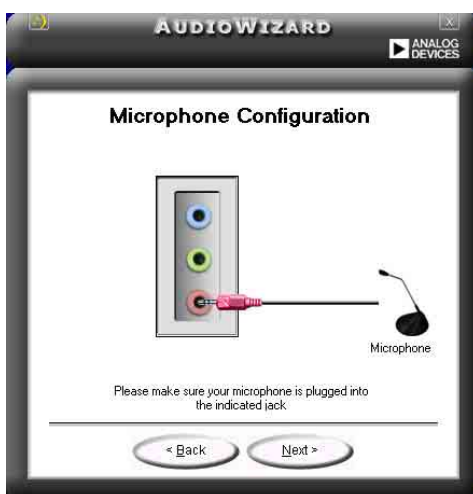 AUDIOWIZARD
X
ANALOG
DEVICES
Microphone Configuration
Microphone
Please make sure your microphone is plugged into
the indicated jack
< Back
Next >